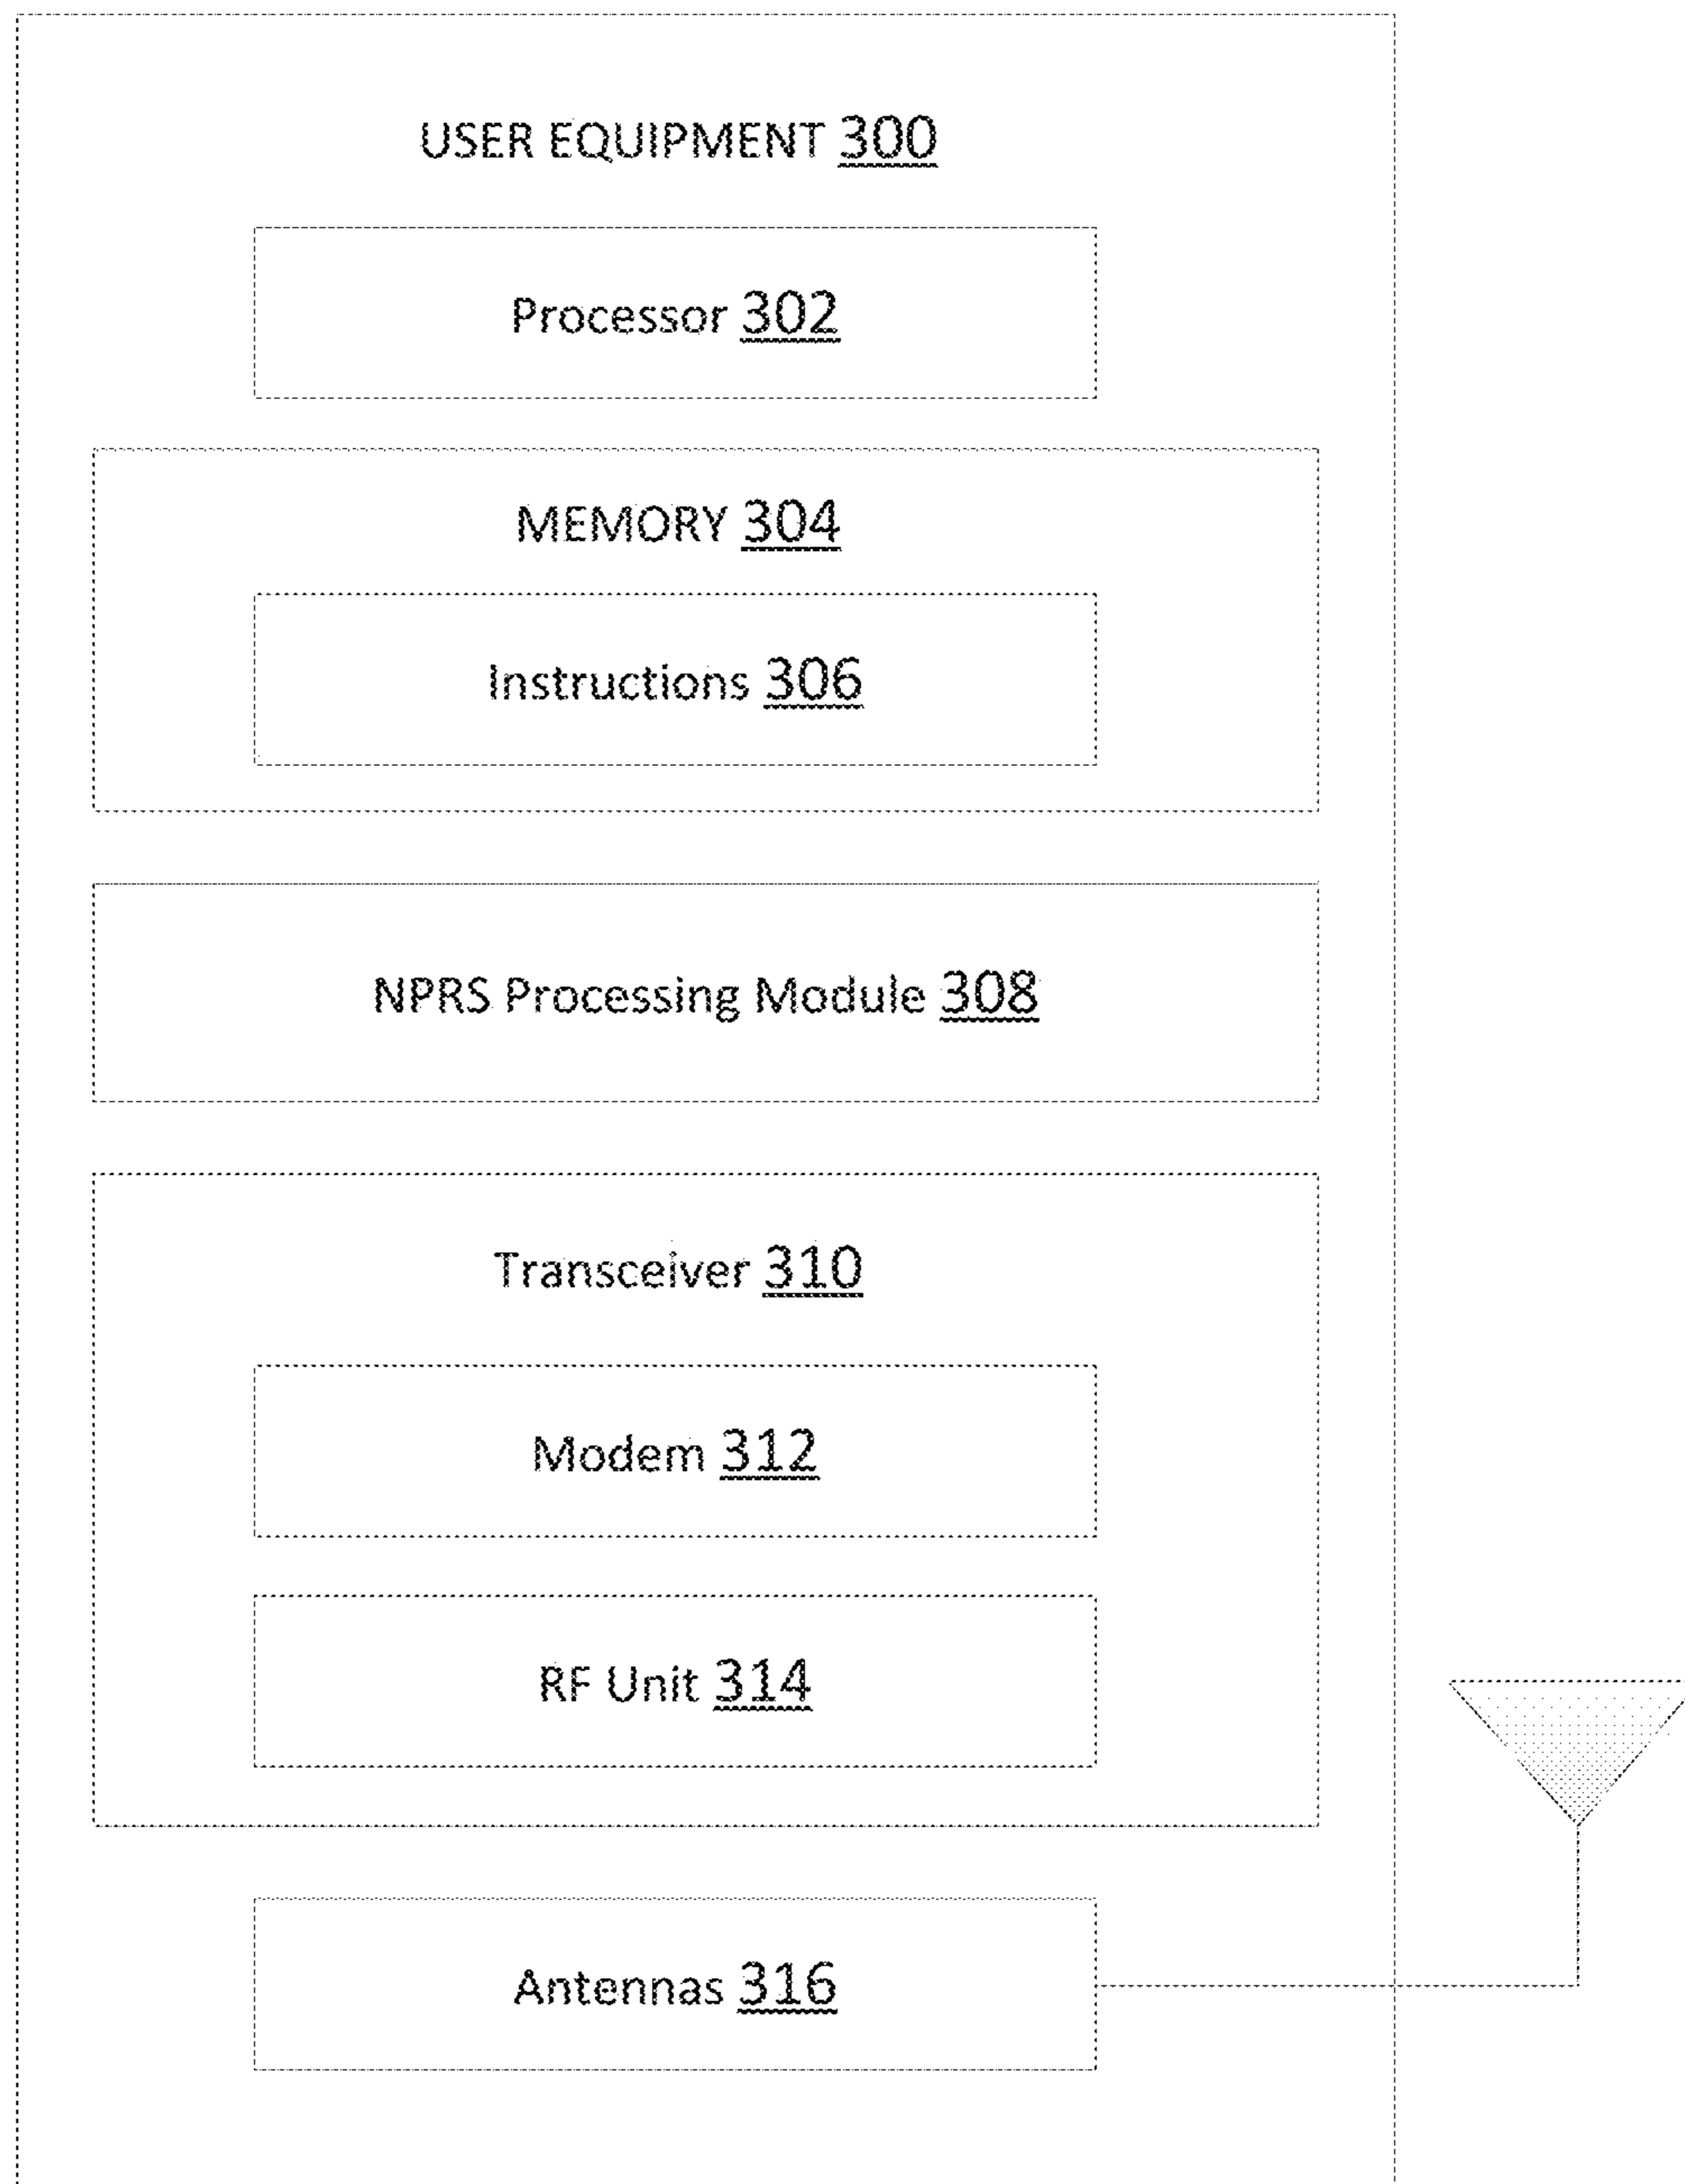 USER EQUIPMENT 300
Processor 302
MEMORY 304
Instructions 306
NPRS Processing Module 308
Transceiver 310
Modem 312
RF Unit 314
Antennas 316